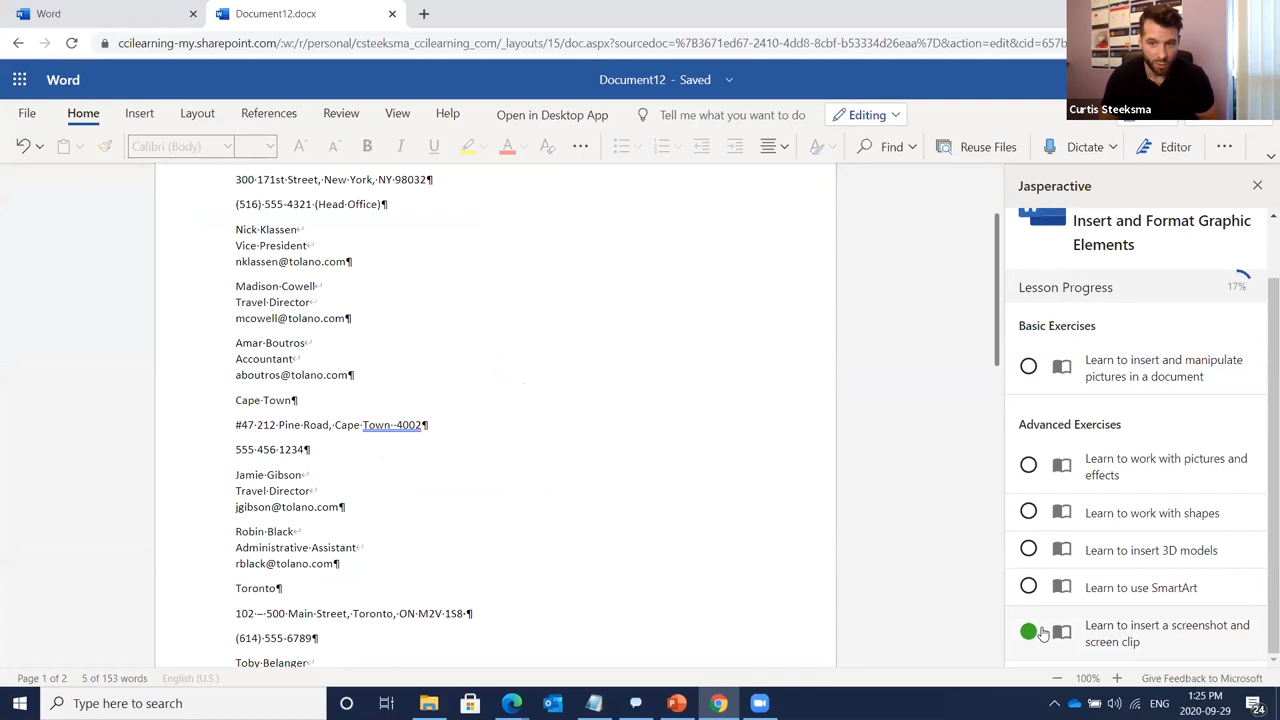 Word
Document12.docx
ccilearning-my.sharepoint.com/:w:/r/personal/csteeksma_ccilearning_com/_layouts/15/doc.aspx?sourcedoc=%7B3671ed67-2410-4dd8-8cbf-b53334d26eaa%7D&action=edit&cid=657b
Curtis Steeksma
Word
Document12 - Saved
File
Home
Insert
Layout
References
Review
View
Help
Open in Desktop App
Tell me what you want to do
Editing
Calibri (Body)
Find
Reuse Files
Dictate
Editor
300·171st·Street,·New·York,·NY·98032¶
(516)·555-4321·(Head·Office)¶
Nick·Klassen
Vice·President
nklassen@tolano.com¶
Madison·Cowell
Travel·Director
mcowell@tolano.com¶
Amar·Boutros
Accountant
aboutros@tolano.com¶
Cape·Town¶
#47·212·Pine·Road,·Cape·Town··4002¶
555·456·1234¶
Jamie·Gibson
Travel·Director
jgibson@tolano.com¶
Robin·Black
Administrative·Assistant
rblack@tolano.com¶
Toronto¶
102·–·500·Main·Street,·Toronto,·ON·M2V·1S8·¶
(614)·555-6789¶
Toby·Belanger
Jasperactive
Insert and Format Graphic
Elements
Lesson Progress
17%
Basic Exercises
Learn to insert and manipulate
pictures in a document
Advanced Exercises
Learn to work with pictures and
effects
Learn to work with shapes
Learn to insert 3D models
Learn to use SmartArt
Learn to insert a screenshot and
screen clip
Page 1 of 2
5 of 153 words
English (U.S.)
100%
Give Feedback to Microsoft
Type here to search
ENG
1:25 PM
2020-09-29
24